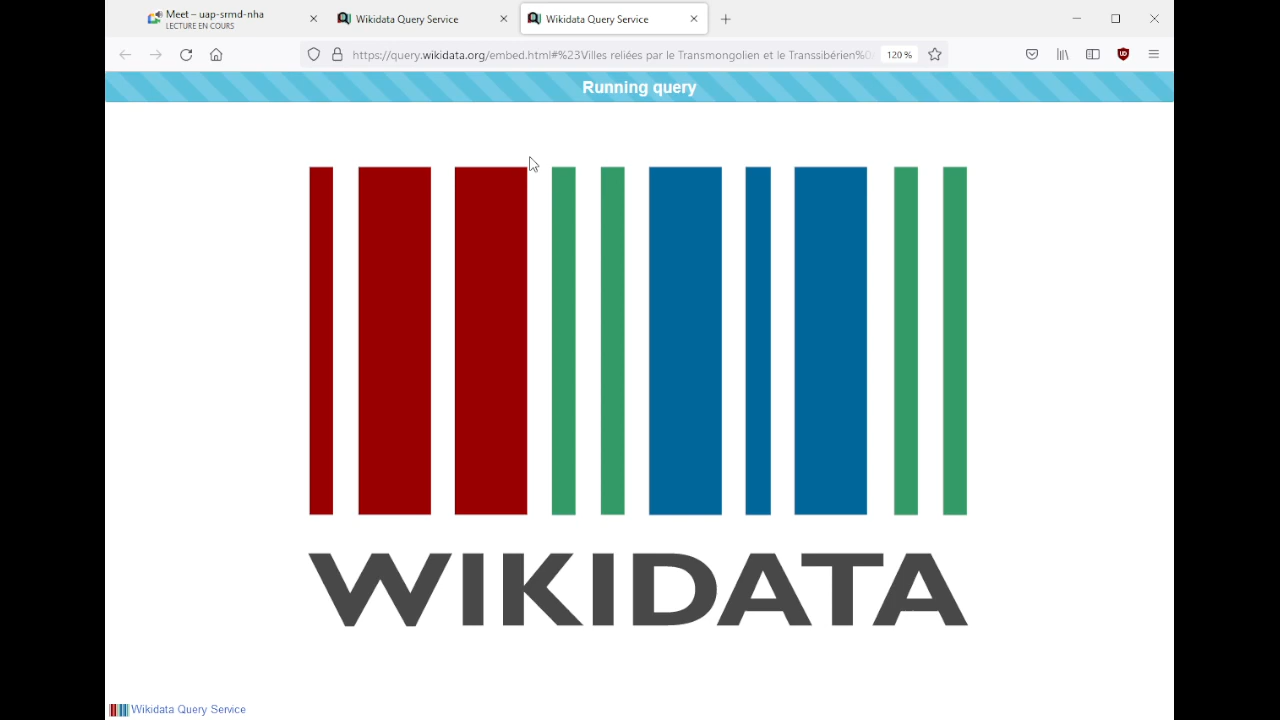 Meet – uap-srmd-nha
LECTURE EN COURS
Wikidata Query Service
Wikidata Query Service
https://query.wikidata.org/embed.html#%23Villes reliées par le Transmongolien et le Transsibérien%0
120 %
Running query
WIKIDATA
Wikidata Query Service